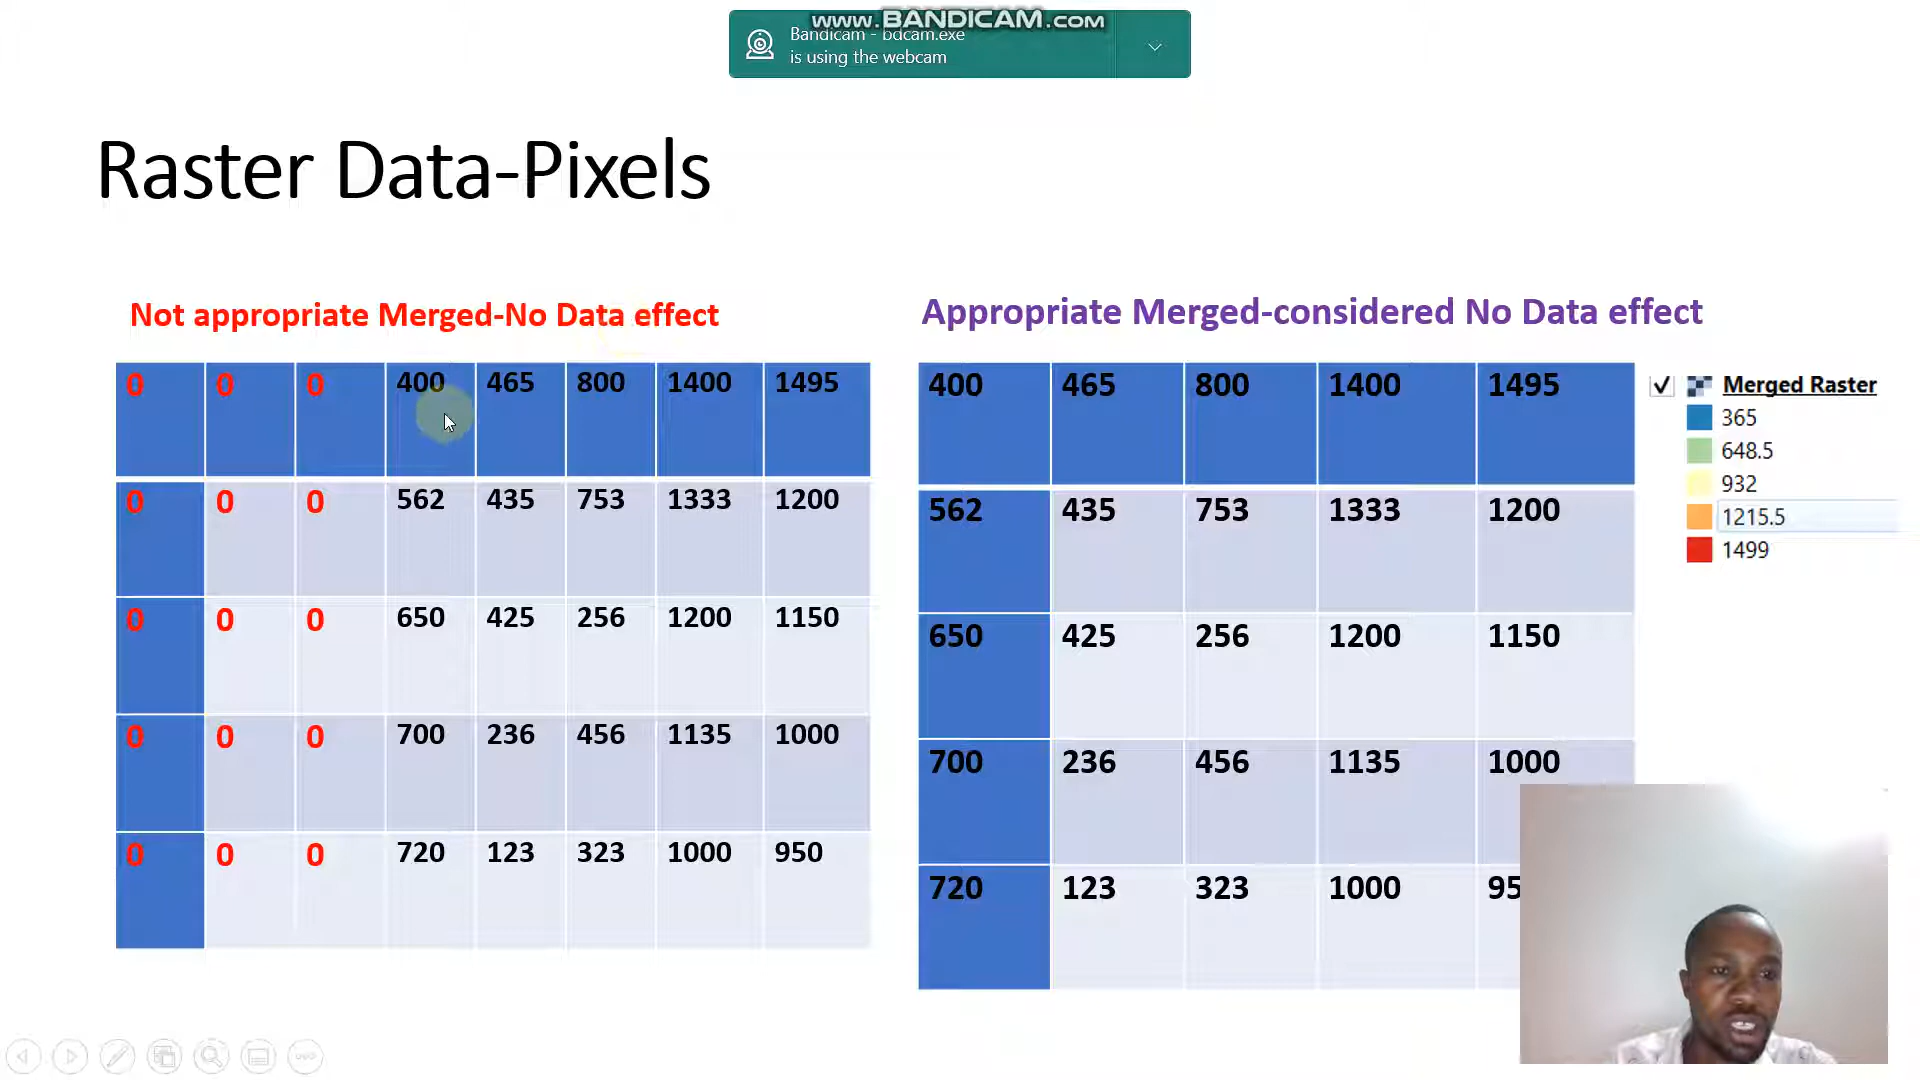 www.BANDICAM.com
Bandicam - bdcam.exe
is using the webcam
Raster Data-Pixels
Not appropriate Merged-No Data effect
0 0 0 400 465 800 1400 1495
0 0 0 562 435 753 1333 1200
0 0 0 650 425 256 1200 1150
0 0 0 700 236 456 1135 1000
0 0 0 720 123 323 1000 950
Appropriate Merged-considered No Data effect
400 465 800 1400 1495
562 435 753 1333 1200
650 425 256 1200 1150
700 236 456 1135 1000
720 123 323 1000 95
Merged Raster
365
648.5
932
1215.5
1499